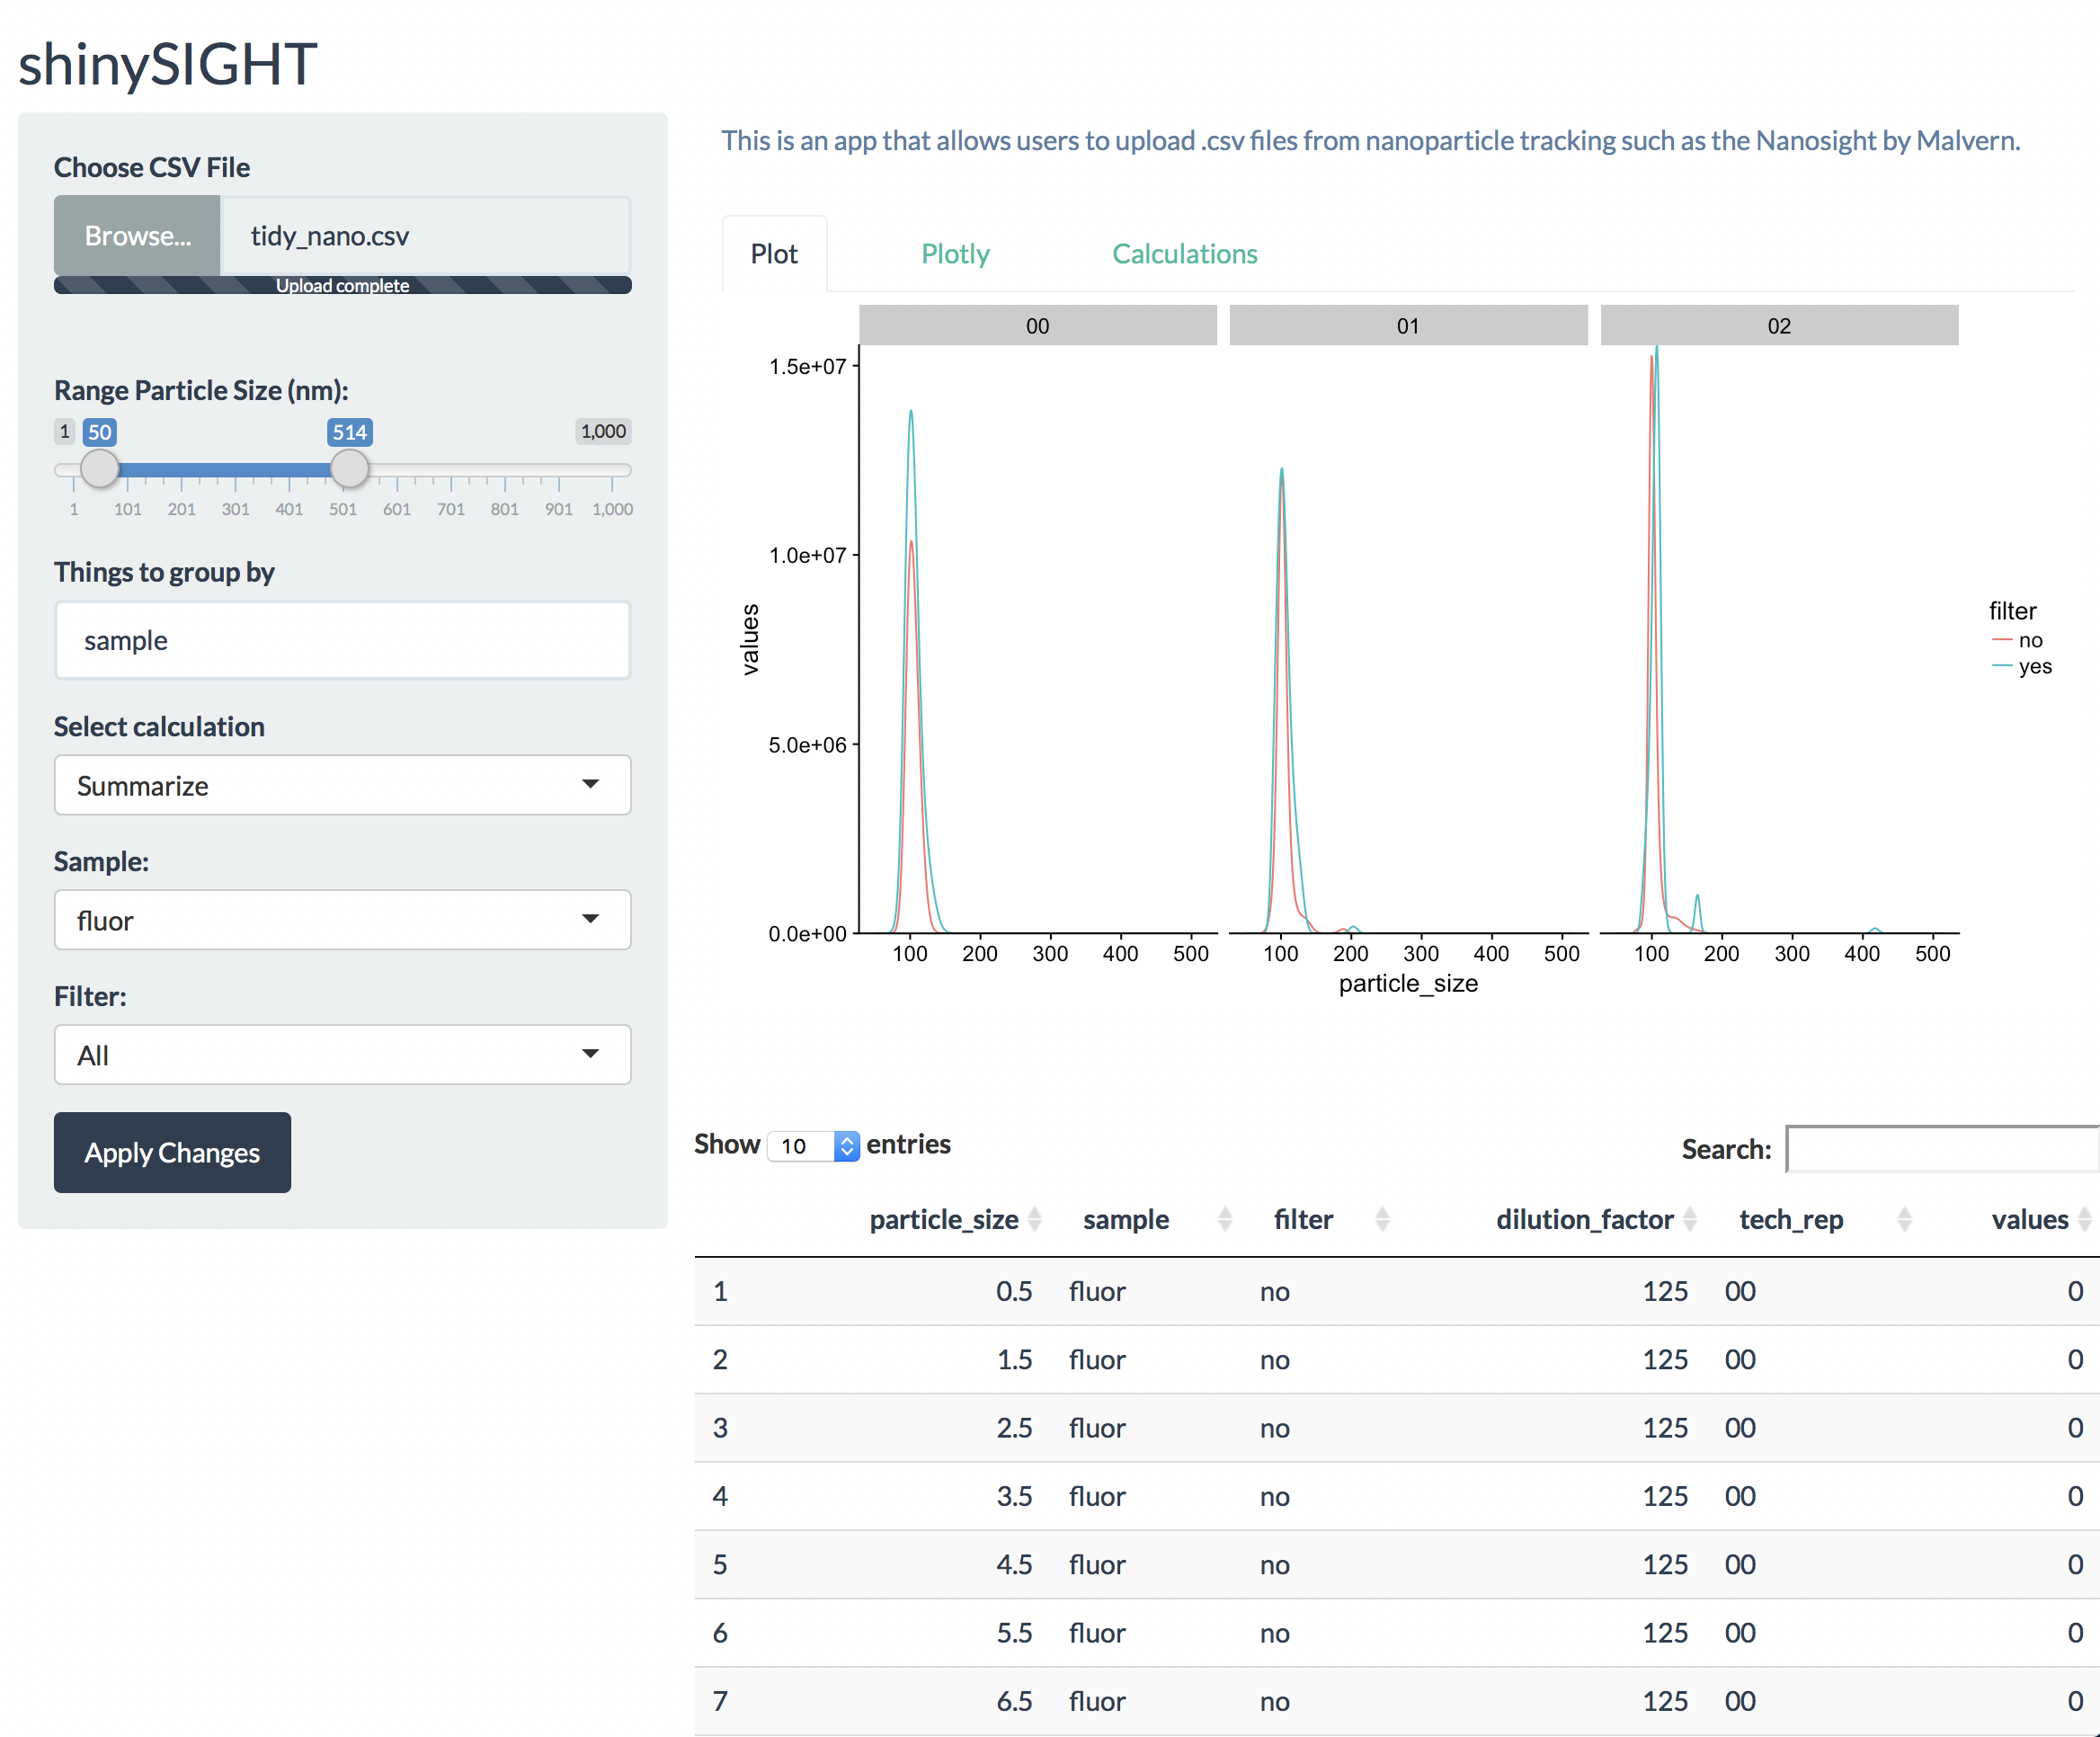 shinySIGHT
Choose CSV File
Browse... tidy_nano.csv
Upload complete
Range Particle Size (nm):
1 50 514 1,000
1 101 201 301 401 501 601 701 801 901 1,000
Things to group by
sample
Select calculation
Summarize
Sample:
fluor
Filter:
All
Apply Changes
This is an app that allows users to upload .csv files from nanoparticle tracking such as the Nanosight by Malvern.
Plot Plotly Calculations
00 01 02
1.5e+07
1.0e+07
5.0e+06
0.0e+00
values
100 200 300 400 500 100 200 300 400 500 100 200 300 400 500
particle_size
filter
no
yes
Show 10 entries Search:
particle_size sample filter dilution_factor tech_rep values
1 0.5 fluor no 125 00 0
2 1.5 fluor no 125 00 0
3 2.5 fluor no 125 00 0
4 3.5 fluor no 125 00 0
5 4.5 fluor no 125 00 0
6 5.5 fluor no 125 00 0
7 6.5 fluor no 125 00 0